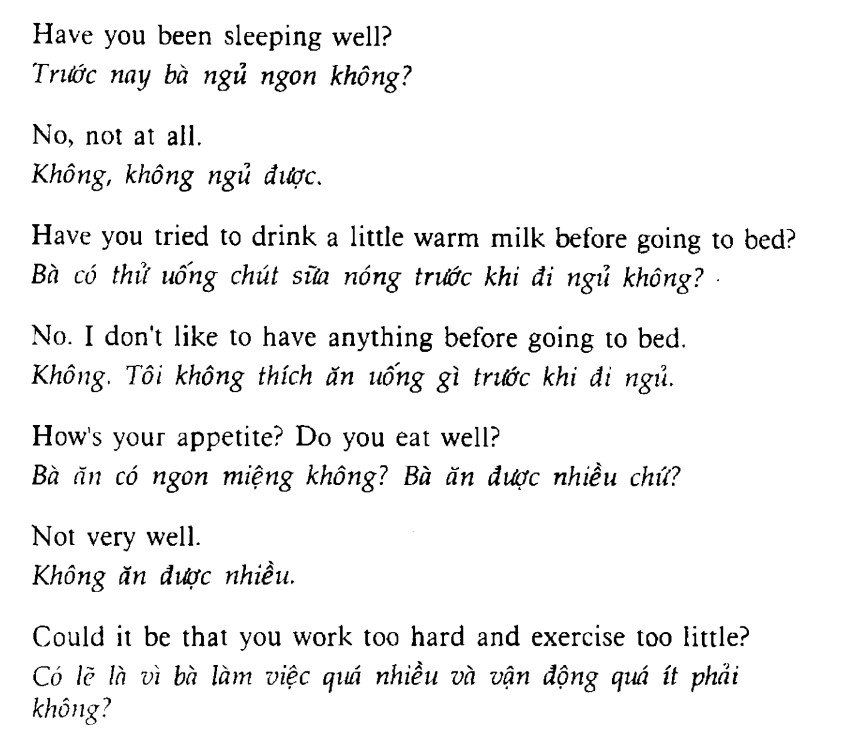 Have you been sleeping well?
Trước nay bà ngủ ngon không?
No, not at all.
Không, không ngủ được.
Have you tried to drink a little warm milk before going to bed?
Bà có thử uống chút sữa nóng trước khi đi ngủ không?
No. I don't like to have anything before going to bed.
Không. Tôi không thích ăn uống gì trước khi đi ngủ.
How's your appetite? Do you eat well?
Bà ăn có ngon miệng không? Bà ăn được nhiều chứ?
Not very well.
Không ăn được nhiều.
Could it be that you work too hard and exercise too little?
Có lẽ là vì bà làm việc quá nhiều và vận động quá ít phải
không?